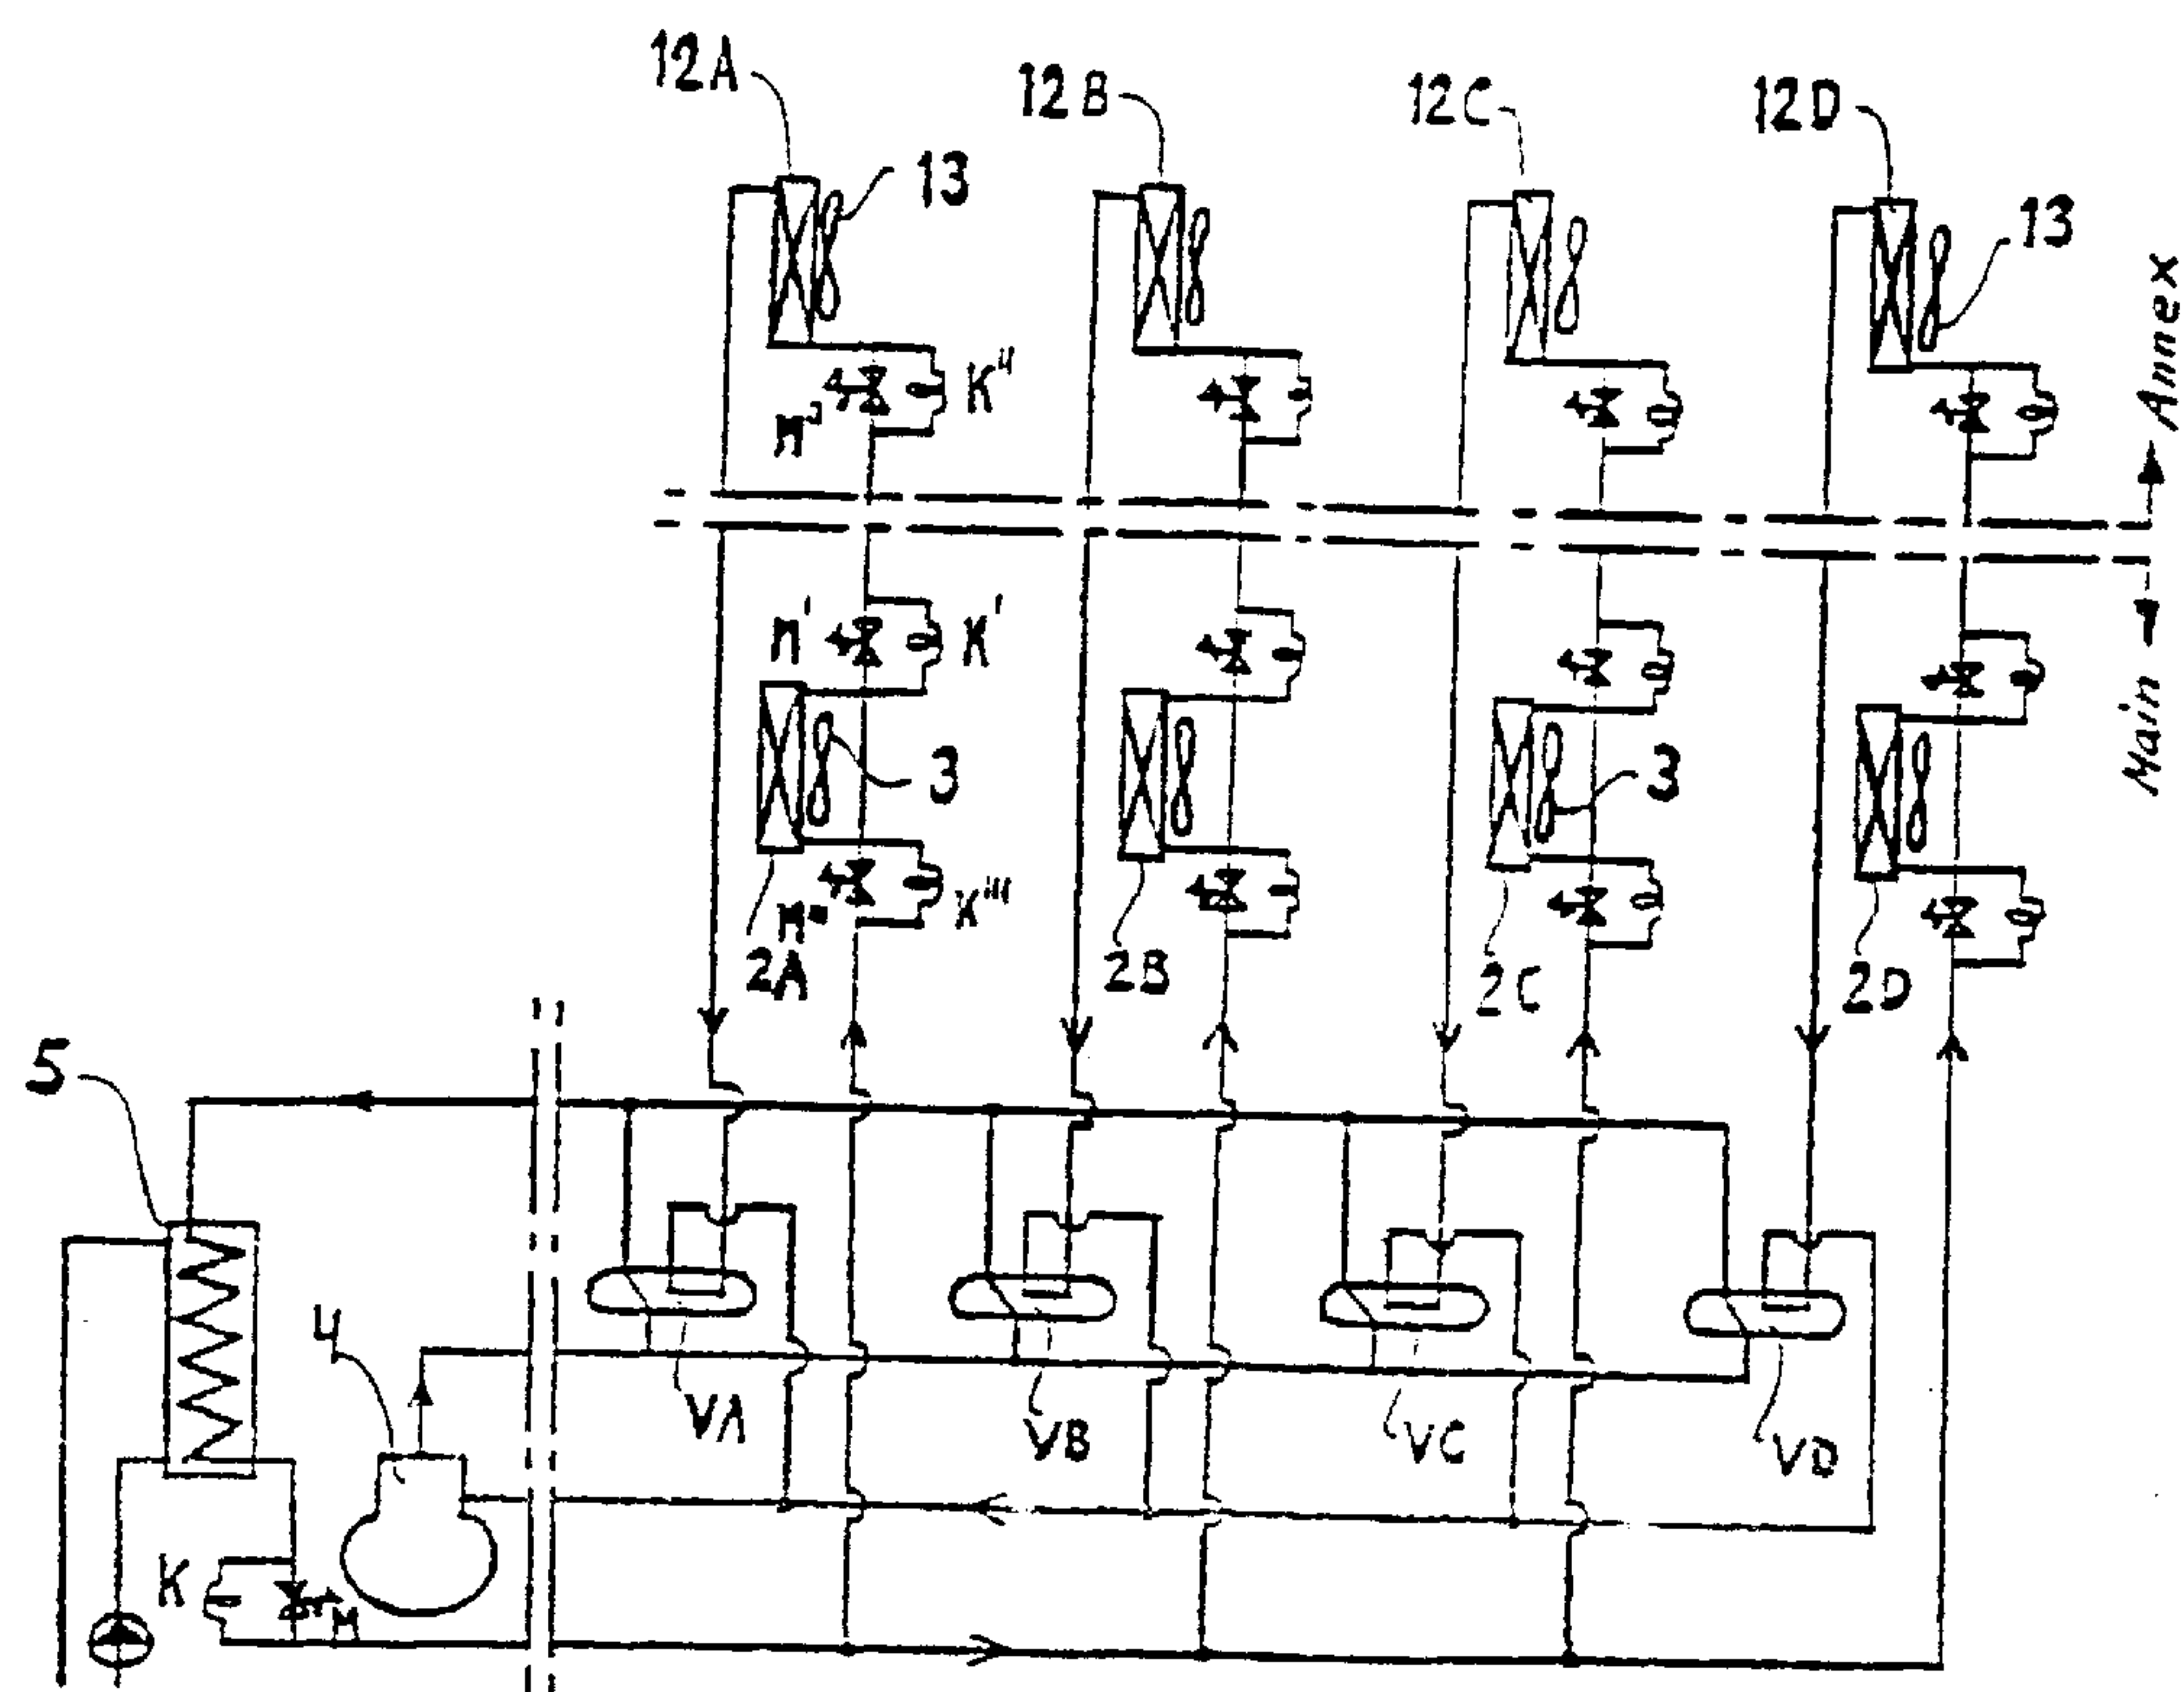 12A
12B
12C
12D
13
13
Annex
K"
M"
M'
K'
Main
3
3
K'''
2A
2B
2C
2D
5
4
VA
VB
VC
VD
K
M